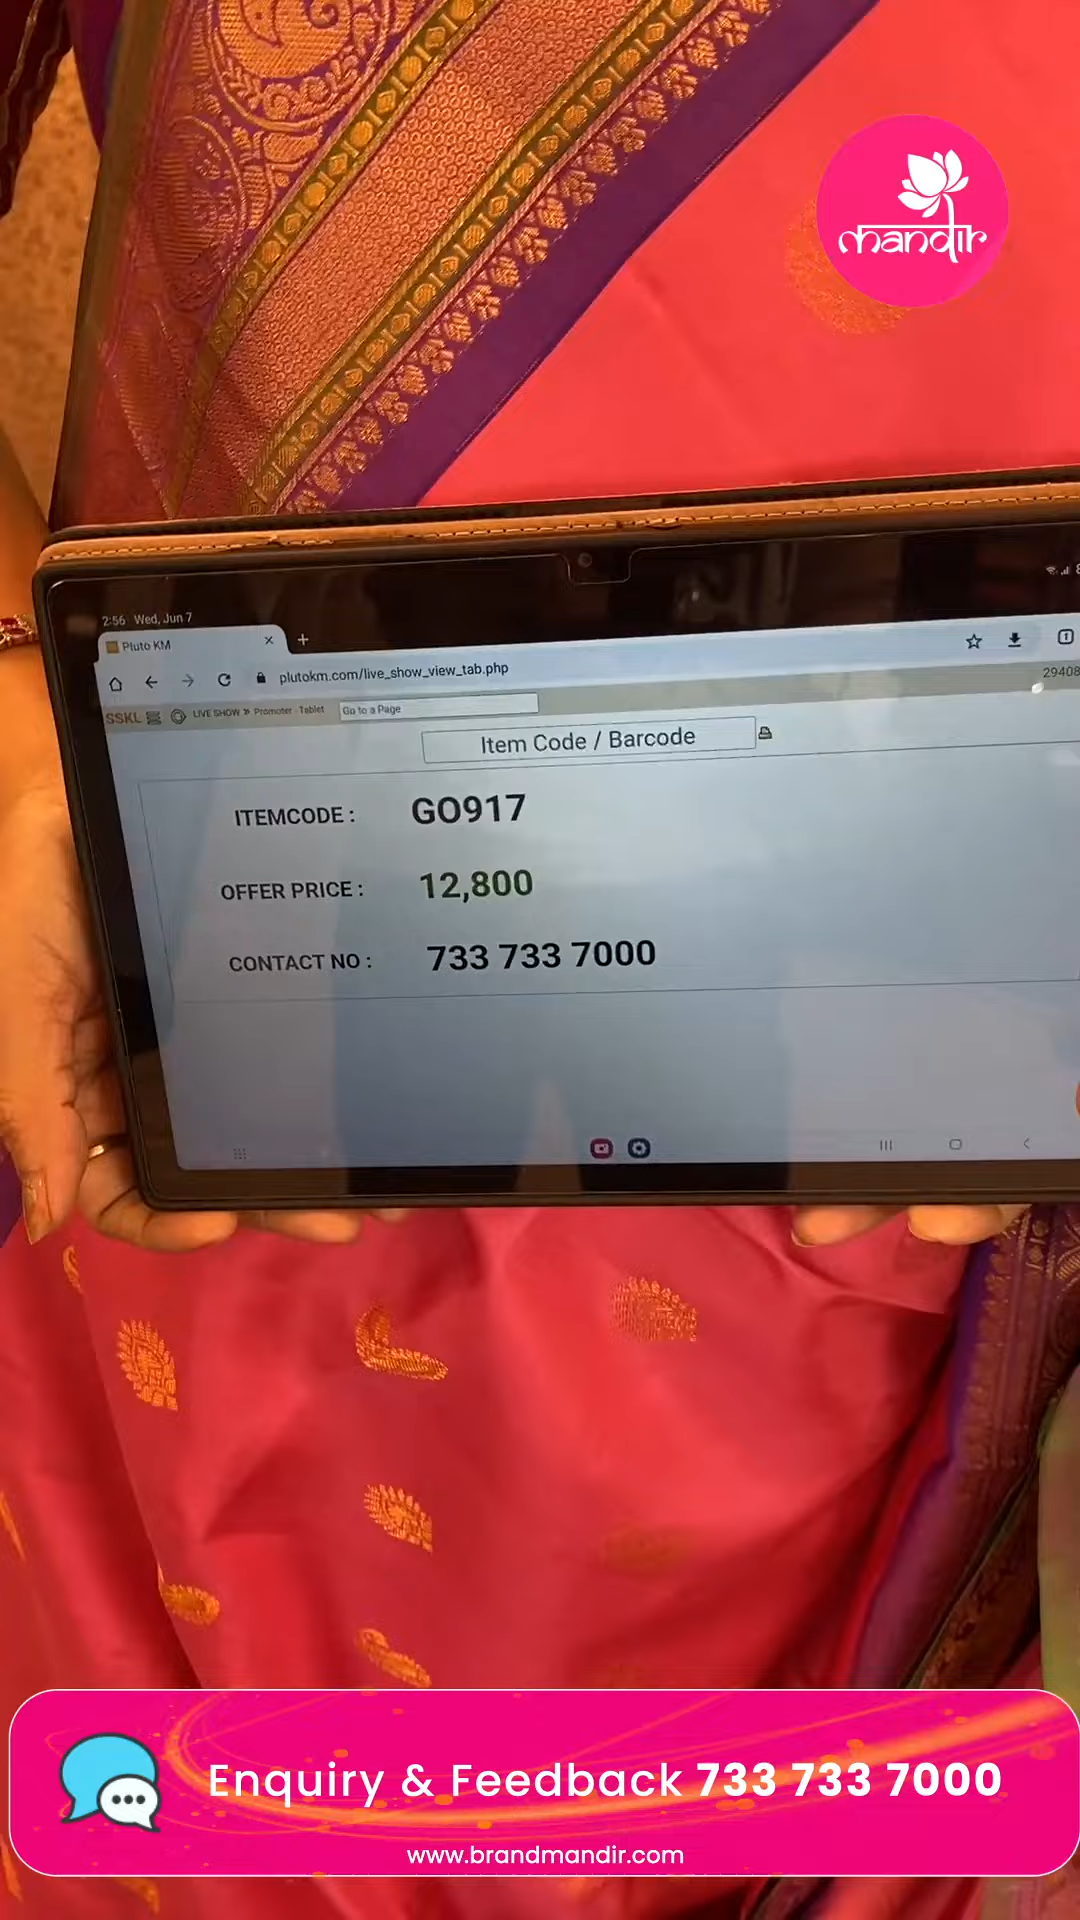 mandir
2:56 Wed, Jun 7
Pluto KM
plutokm.com/live_show_view_tab.php
29408
SSKL LIVE SHOW » Promoter - Tablet Go to a Page
Item Code / Barcode
ITEMCODE : GO917
OFFER PRICE : 12,800
CONTACT NO : 733 733 7000
Enquiry & Feedback 733 733 7000
www.brandmandir.com